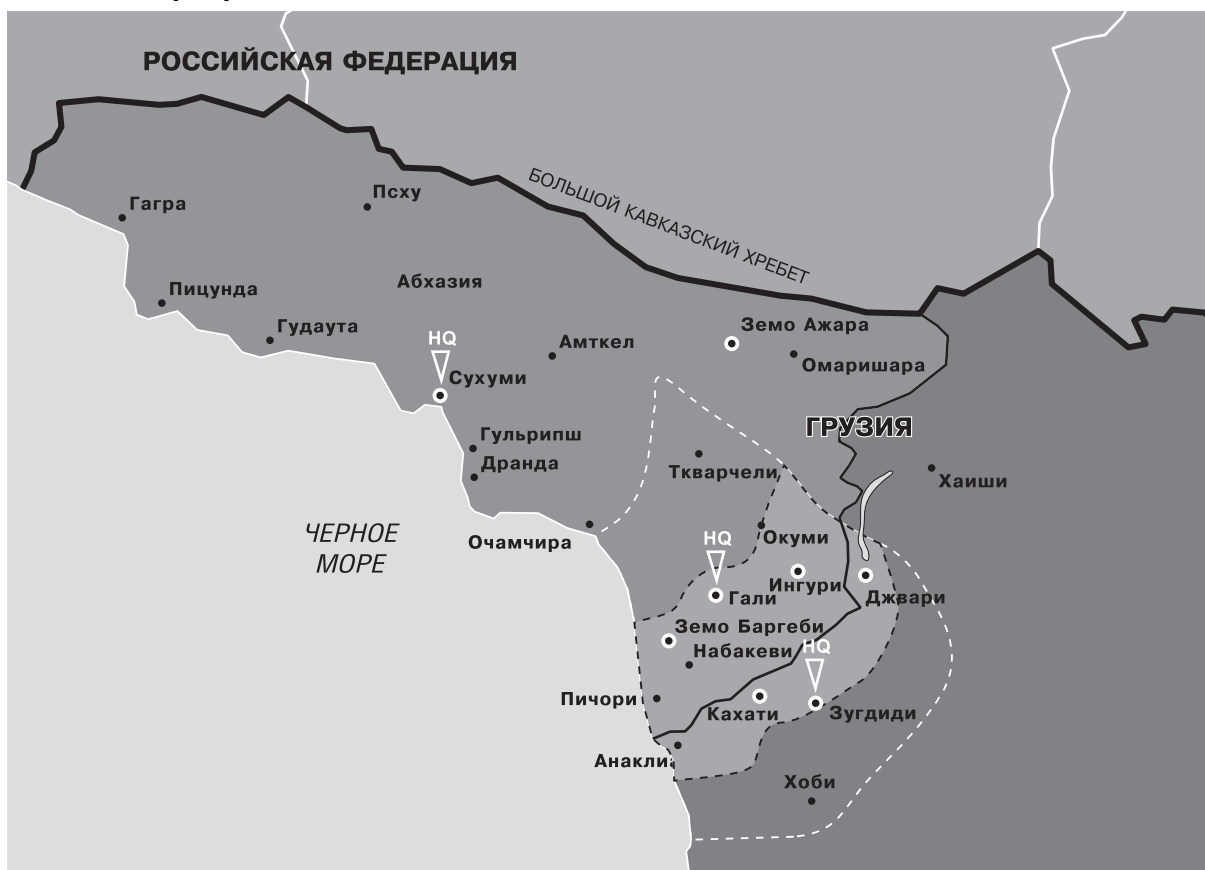 РОССИЙСКАЯ ФЕДЕРАЦИЯ
БОЛЬШОЙ КАВКАЗСКИЙ ХРЕБЕТ
Псху
Гагра
Абхазия
Пицунда
Гудаута
Земо Ажара
HQ
Амткел
Омаришара
Сухуми
ГРУЗИЯ
Гульрипш
Дранда
Ткварчели
Хаиши
ЧЕРНОЕ
МОРЕ
Очамчира
Окуми
HQ
Ингури
Гали
Джвари
Земо Баргеби
HQ
Набакеви
Пичори
Кахати
Зугдиди
Анаклиа
Хоби